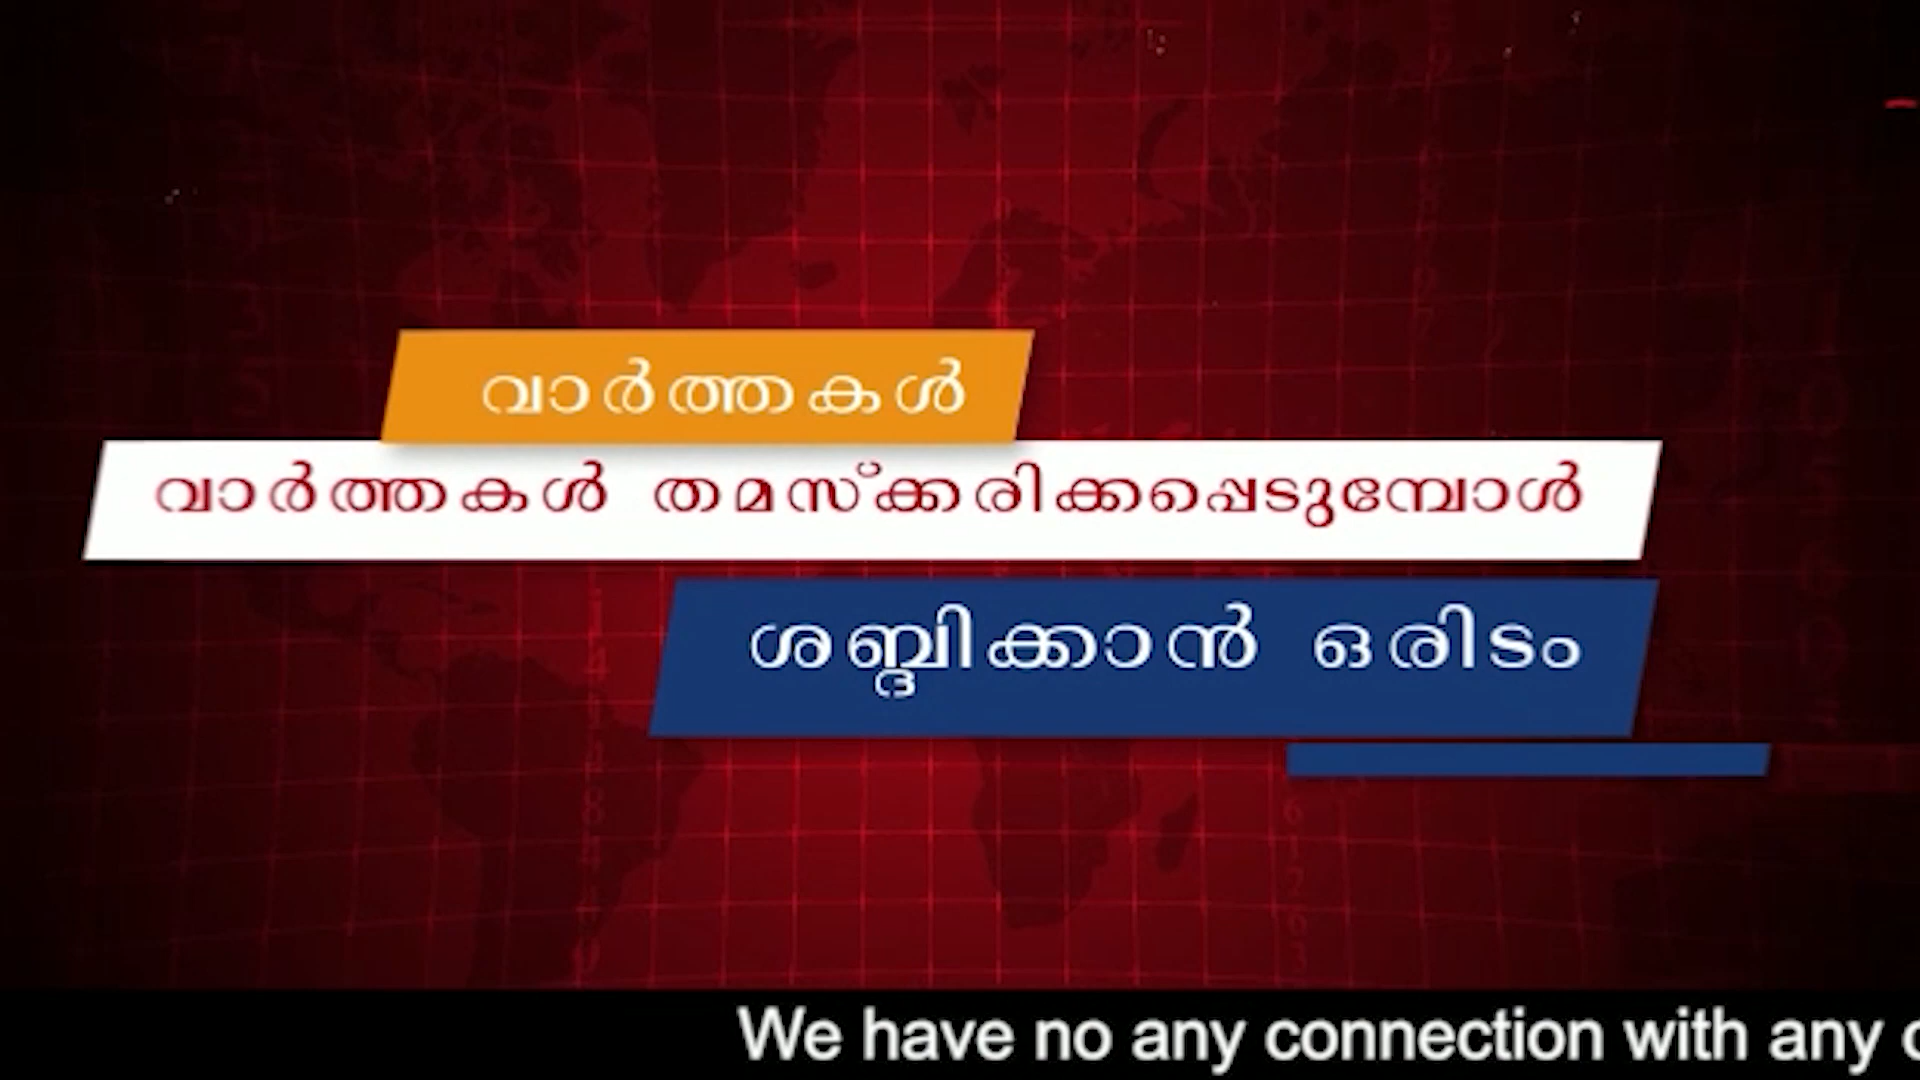 വാർത്തകൾ
വാർത്തകൾ തമസ്ക്കരിക്കപ്പെടുമ്പോൾ
ശബ്ദിക്കാൻ ഒരിടം
We have no any connection with any